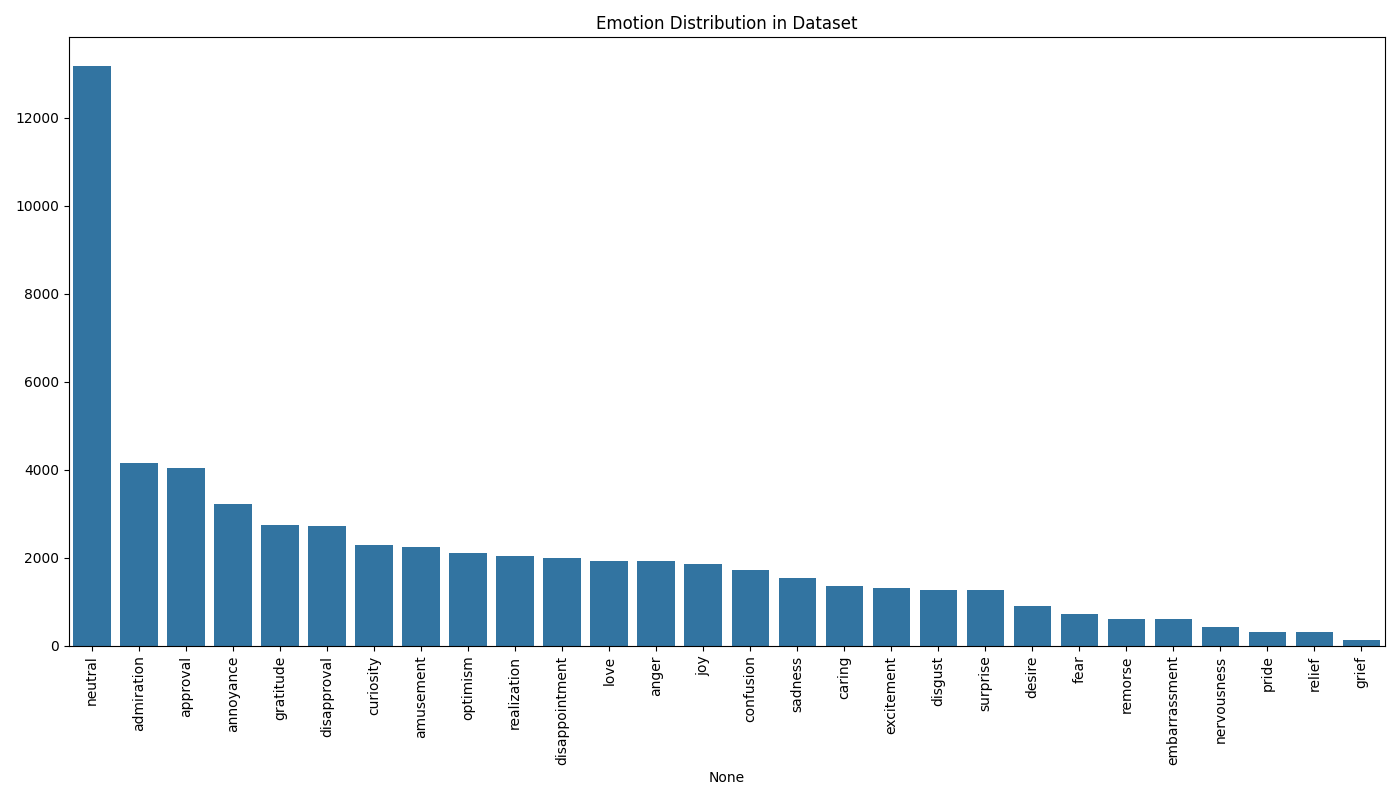 Emotion Distribution in Dataset
12000
10000
8000
6000
4000
2000
0
neutral
admiration
approval
annoyance
gratitude
disapproval
curiosity
amusement
optimism
realization
disappointment
love
anger
joy
confusion
sadness
caring
excitement
disgust
surprise
desire
fear
remorse
embarrassment
nervousness
pride
relief
grief
None